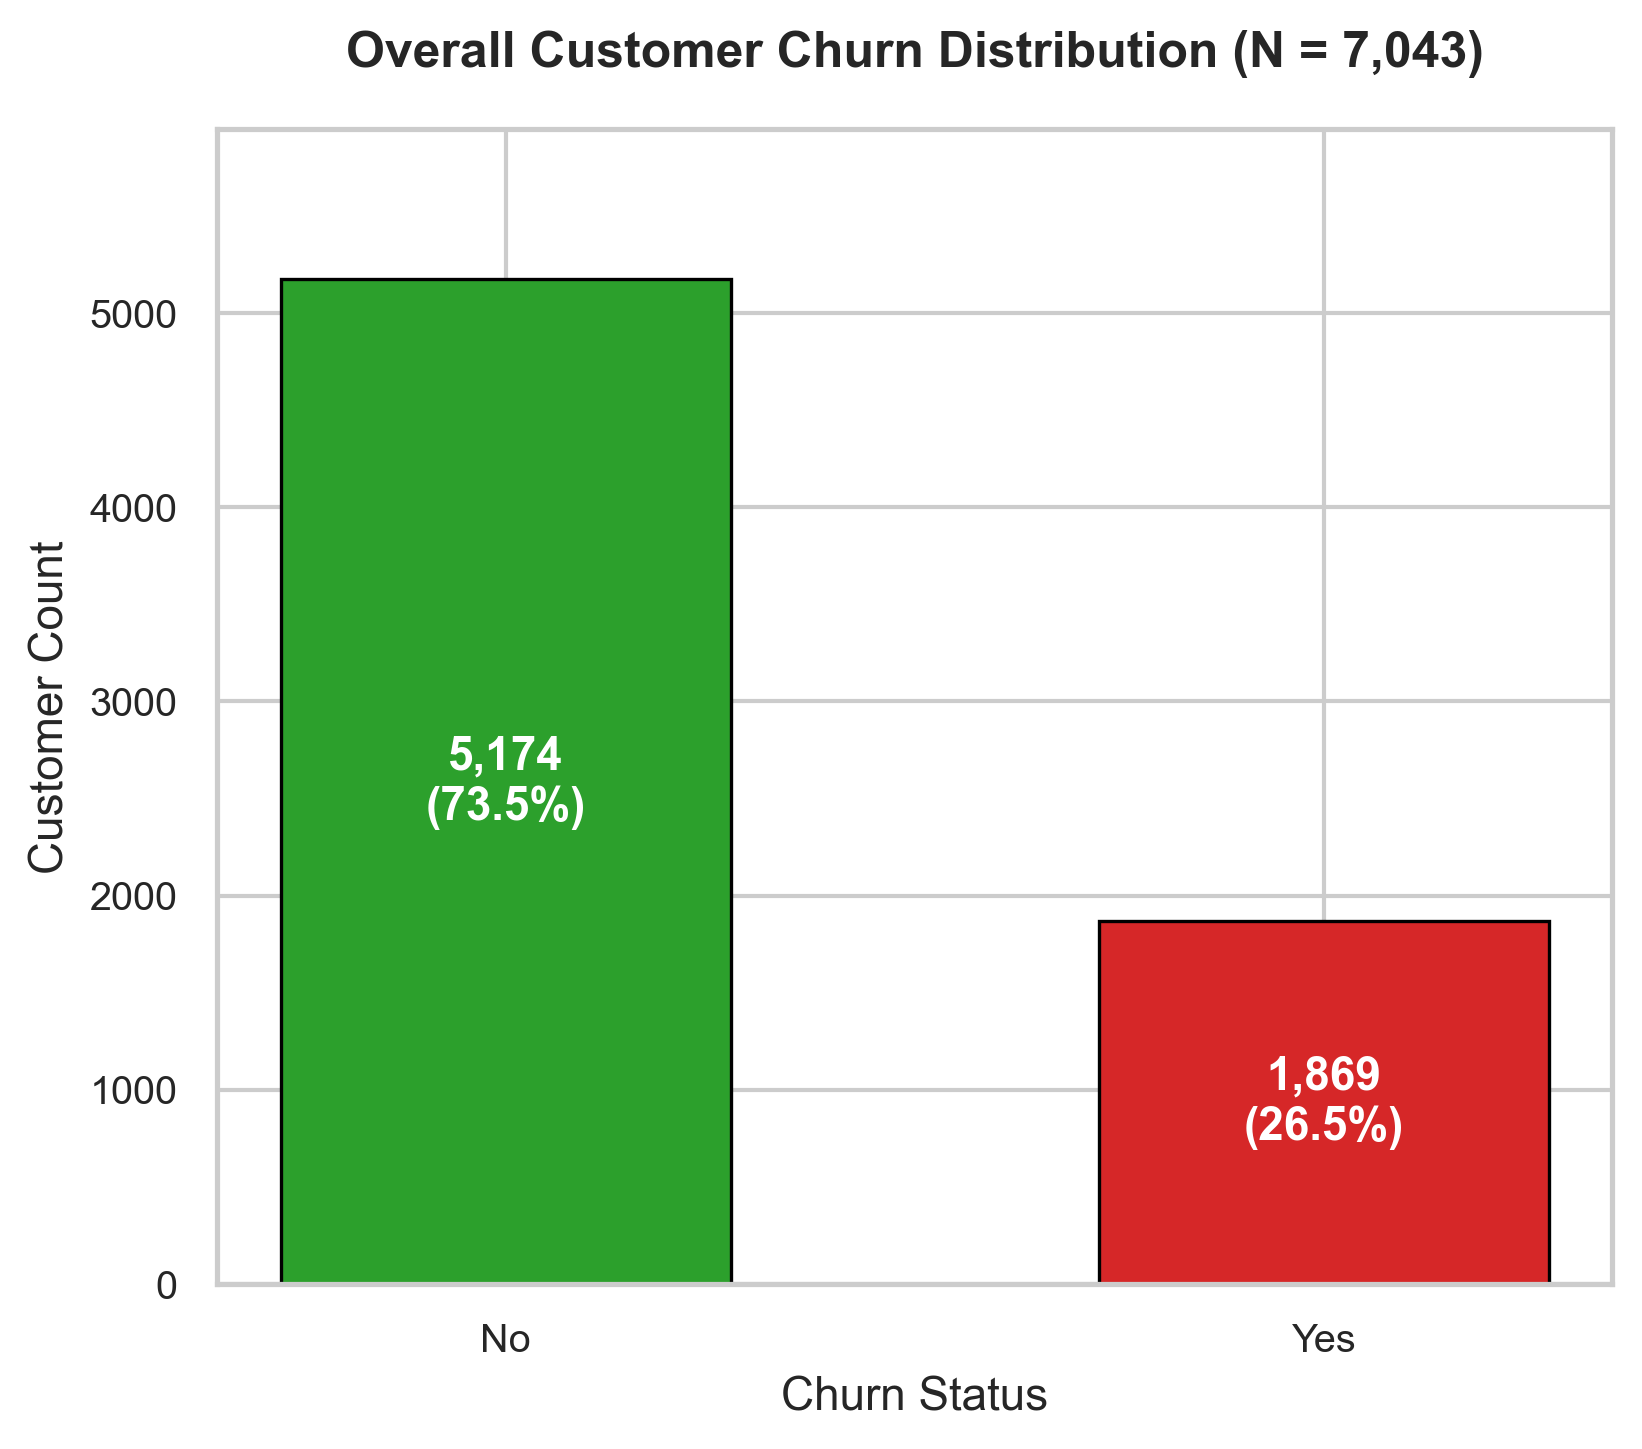 Overall Customer Churn Distribution (N = 7,043)
Customer Count
5000
4000
3000
2000
1000
0
5,174
(73.5%)
1,869
(26.5%)
No
Yes
Churn Status